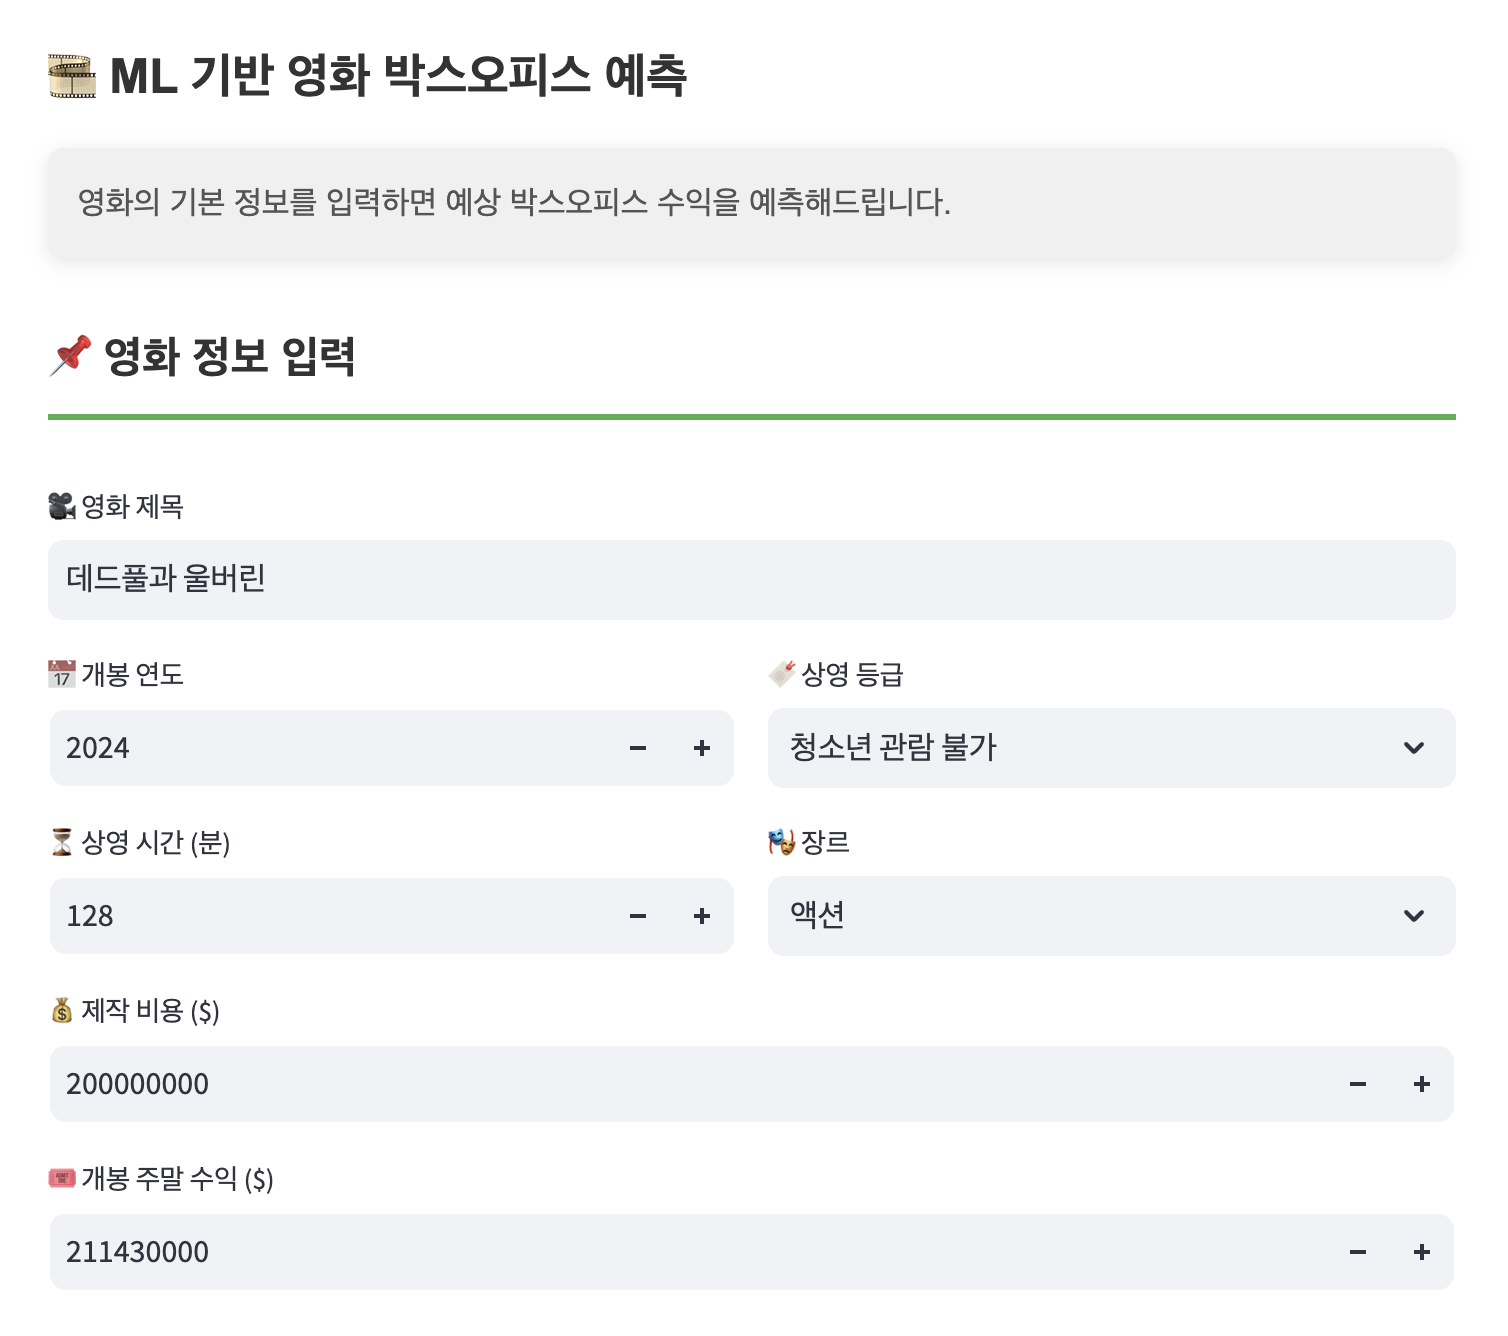 ML 기반 영화 박스오피스 예측
영화의 기본 정보를 입력하면 예상 박스오피스 수익을 예측해드립니다.
영화 정보 입력
영화 제목
데드풀과 울버린
개봉 연도
2024
상영 등급
청소년 관람 불가
상영 시간 (분)
128
장르
액션
제작 비용 ($)
200000000
개봉 주말 수익 ($)
211430000